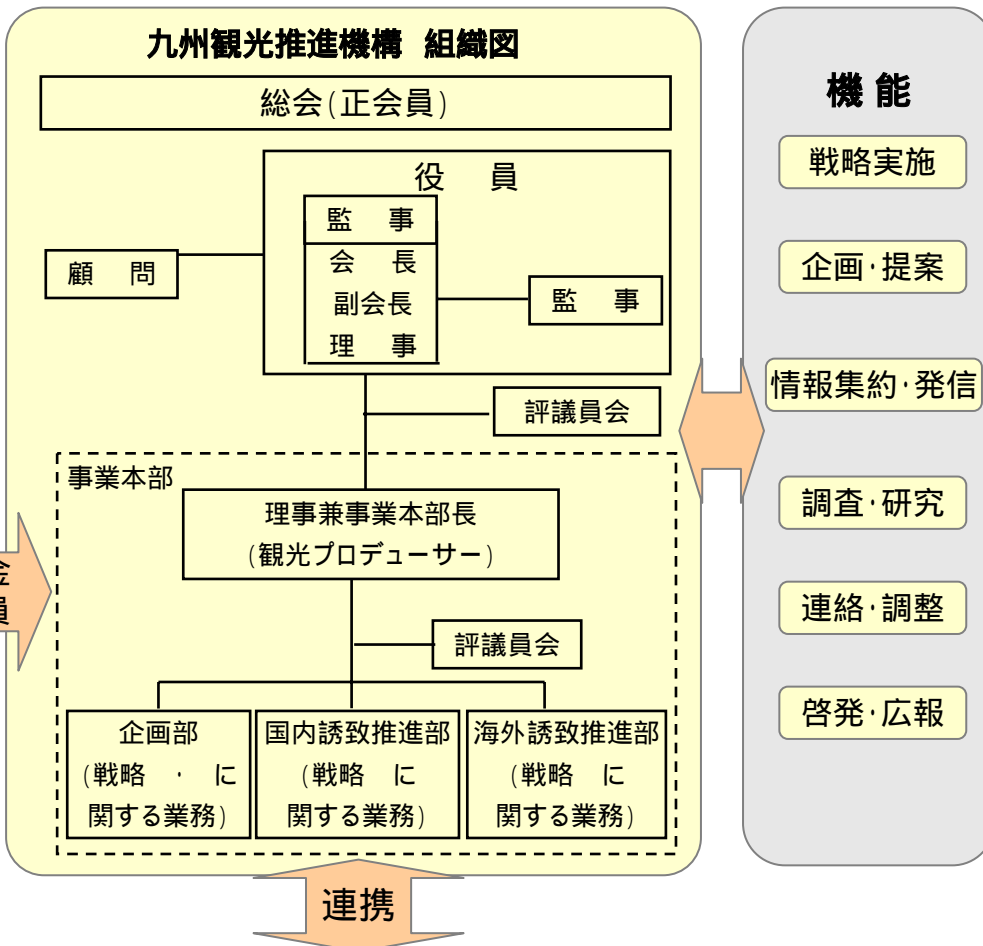 九州観光推進機構 組織図
総会(正会員)
役 員
監 事
会 長
副会長
理 事
監 事
顧 問
評議員会
事業本部
理事兼事業本部長
(観光プロデューサー)
評議員会
企画部
(戦略 ・ に
関する業務)
国内誘致推進部
(戦略 に
関する業務)
海外誘致推進部
(戦略 に
関する業務)
金
員
連携
機 能
戦略実施
企画・提案
情報集約・発信
調査・研究
連絡・調整
啓発・広報